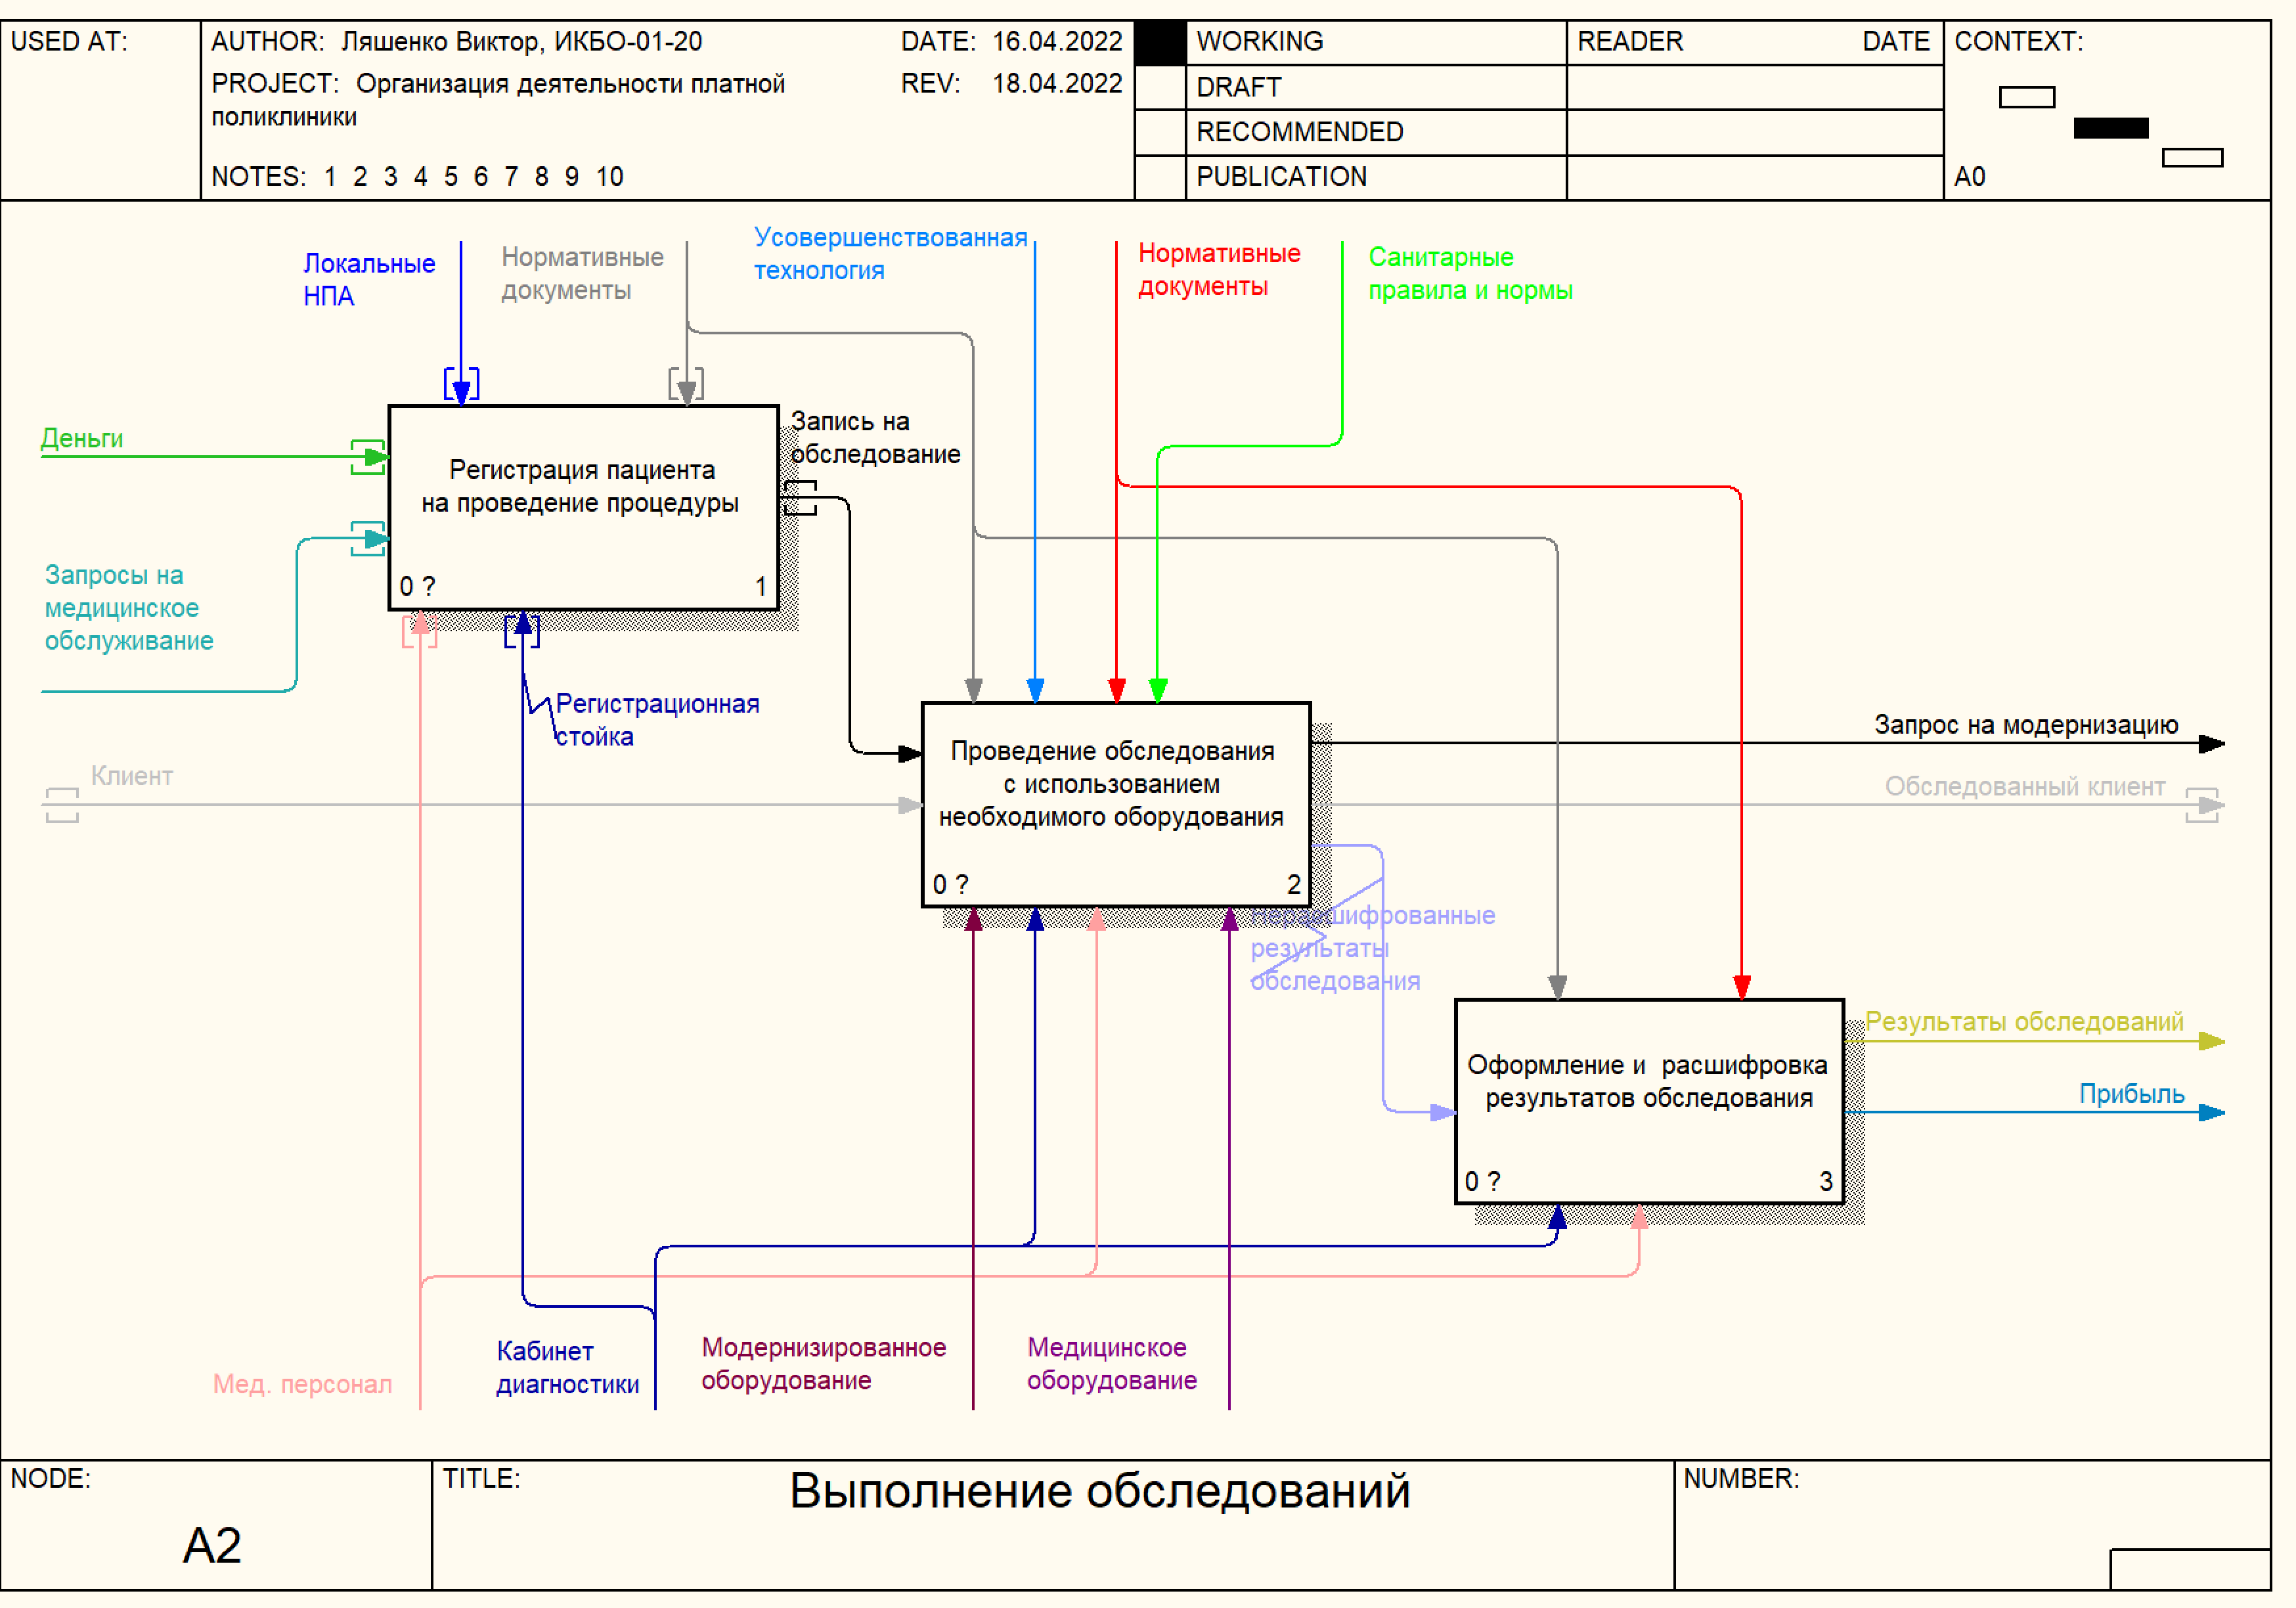 USED AT:
AUTHOR: Ляшенко Виктор, ИКБО-01-20
DATE: 16.04.2022
PROJECT: Организация деятельности платной
поликлиники
REV: 18.04.2022
NOTES: 1 2 3 4 5 6 7 8 9 10
WORKING
DRAFT
RECOMMENDED
PUBLICATION
READER DATE
CONTEXT:
A0
Локальные
НПА
Нормативные
документы
Усовершенствованная
технология
Нормативные
документы
Санитарные
правила и нормы
Деньги
Запросы на
медицинское
обслуживание
Регистрация пациента
на проведение процедуры
0 ? 1
Запись на
обследование
Регистрационная
стойка
Клиент
Проведение обследования
с использованием
необходимого оборудования
0 ? 2
Запрос на модернизацию
Обследованный клиент
Нерасшифрованные
результаты
обследования
Оформление и расшифровка
результатов обследования
0 ? 3
Результаты обследований
Прибыль
Мед. персонал
Кабинет
диагностики
Модернизированное
оборудование
Медицинское
оборудование
NODE:
A2
TITLE:
Выполнение обследований
NUMBER: